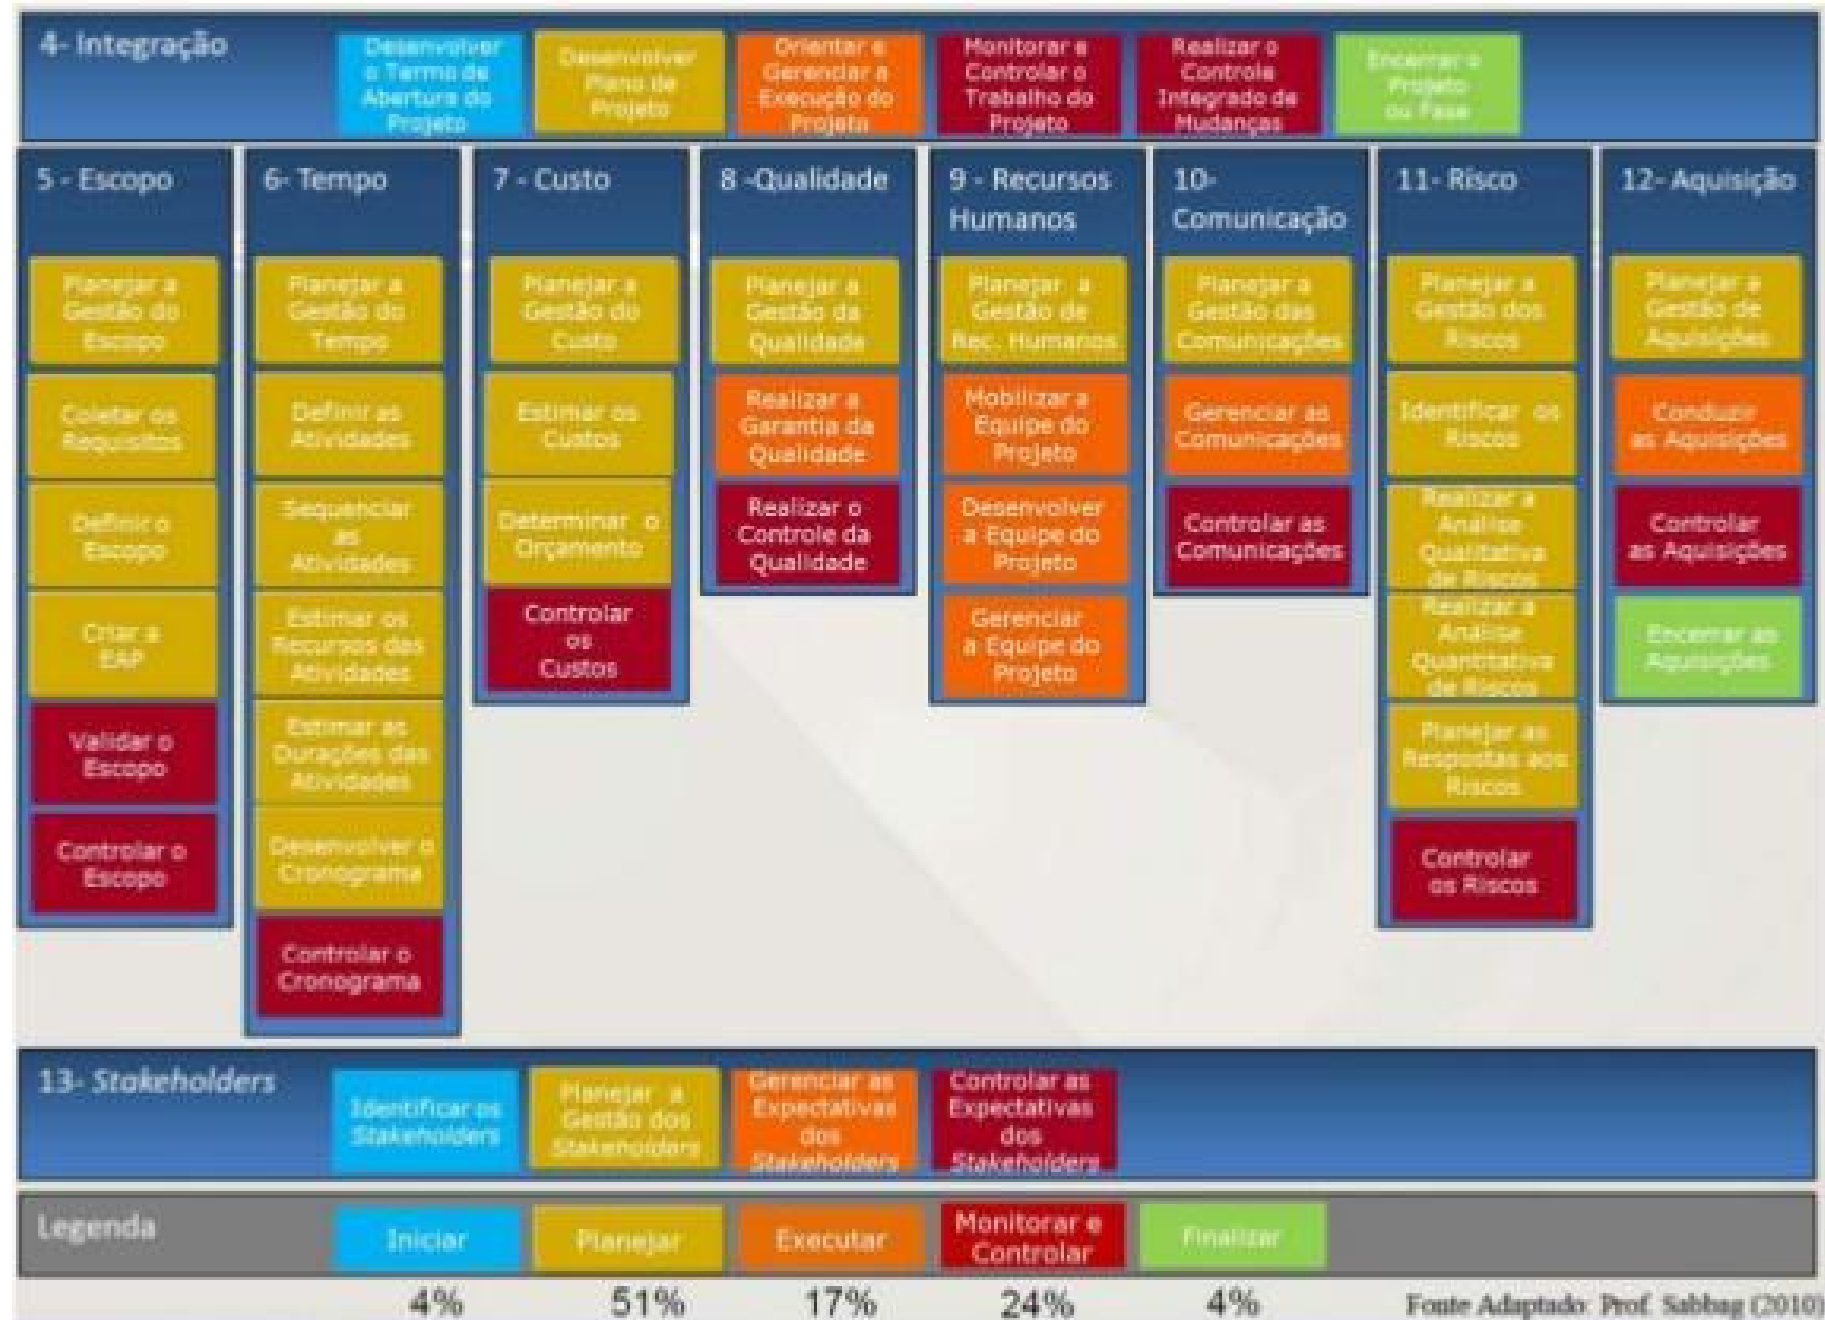 4- Integração
Desenvolver
o Termo de
Abertura do
Projeto
Desenvolver
Plano de
Projeto
Orientar e
Gerenciar a
Execução do
Projeto
Monitorar e
Controlar o
Trabalho do
Projeto
Realizar o
Controle
Integrado de
Mudanças
Encerrar o
Projeto
ou Fase
5 - Escopo
Planejar a
Gestão do
Escopo
Coletar os
Requisitos
Definir o
Escopo
Criar a
EAP
Validar o
Escopo
Controlar o
Escopo
6- Tempo
Planejar a
Gestão do
Tempo
Definir as
Atividades
Sequenciar
as
Atividades
Estimar os
Recursos das
Atividades
Estimar as
Durações das
Atividades
Desenvolver o
Cronograma
Controlar o
Cronograma
7 - Custo
Planejar a
Gestão do
Custo
Estimar os
Custos
Determinar o
Orçamento
Controlar
os
Custos
8 -Qualidade
Planejar a
Gestão da
Qualidade
Realizar a
Garantia da
Qualidade
Realizar o
Controle da
Qualidade
9 - Recursos
Humanos
Planejar a
Gestão de
Rec. Humanos
Mobilizar a
Equipe do
Projeto
Desenvolver
a Equipe do
Projeto
Gerenciar
a Equipe do
Projeto
10-
Comunicação
Planejar a
Gestão das
Comunicações
Gerenciar as
Comunicações
Controlar as
Comunicações
11- Risco
Planejar a
Gestão dos
Riscos
Identificar os
Riscos
Realizar a
Análise
Qualitativa
de Riscos
Realizar a
Análise
Quantitativa
de Riscos
Planejar as
Respostas aos
Riscos
Controlar
os Riscos
12- Aquisição
Planejar a
Gestão de
Aquisições
Conduzir
as Aquisições
Controlar
as Aquisições
Encerrar as
Aquisições
13- Stakeholders
Identificar os
Stakeholders
Planejar a
Gestão dos
Stakeholders
Gerenciar as
Expectativas
dos
Stakeholders
Controlar as
Expectativas
dos
Stakeholders
Legenda
Iniciar
Planejar
Executar
Monitorar e
Controlar
Finalizar
4% 51% 17% 24% 4%
Fonte Adaptado: Prof. Sabbag (2010)